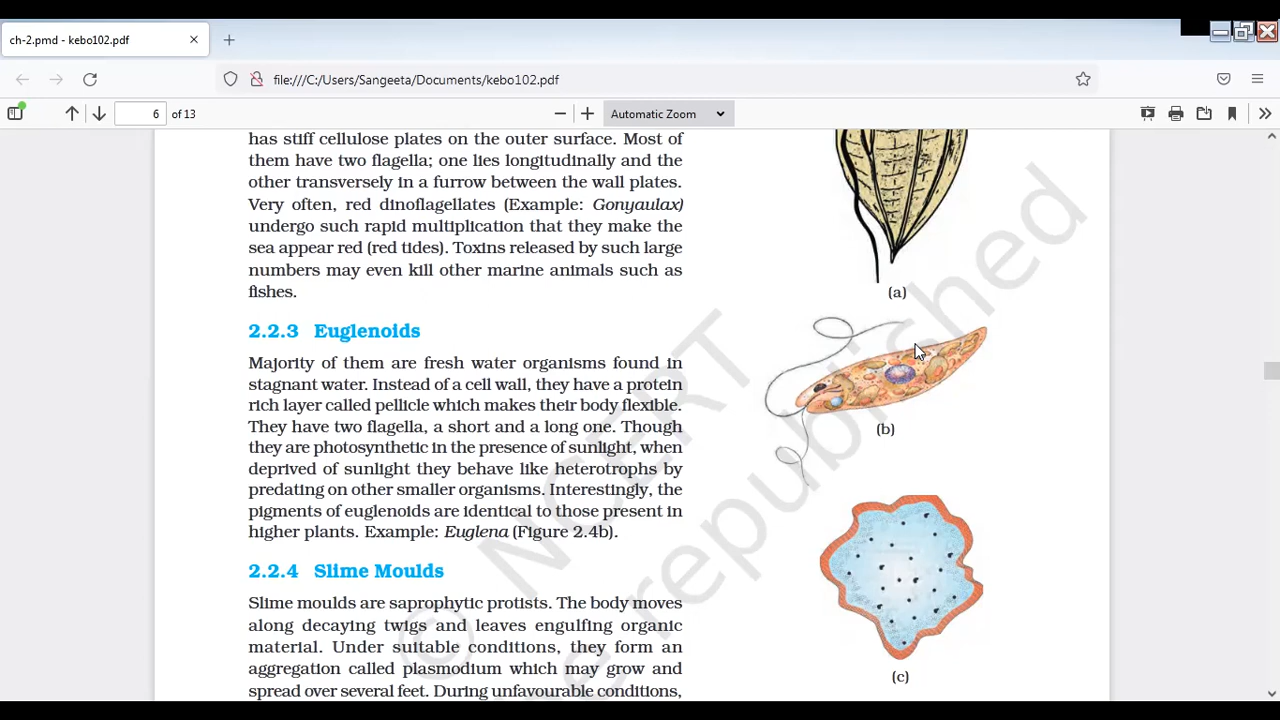 ch-2.pmd - kebo102.pdf
file:///C:/Users/Sangeeta/Documents/kebo102.pdf
6 of 13
Automatic Zoom
has stiff cellulose plates on the outer surface. Most of
them have two flagella; one lies longitudinally and the
other transversely in a furrow between the wall plates.
Very often, red dinoflagellates (Example: Gonyaulax)
undergo such rapid multiplication that they make the
sea appear red (red tides). Toxins released by such large
numbers may even kill other marine animals such as
fishes.
(a)
2.2.3 Euglenoids
Majority of them are fresh water organisms found in
stagnant water. Instead of a cell wall, they have a protein
rich layer called pellicle which makes their body flexible.
They have two flagella, a short and a long one. Though
they are photosynthetic in the presence of sunlight, when
deprived of sunlight they behave like heterotrophs by
predating on other smaller organisms. Interestingly, the
pigments of euglenoids are identical to those present in
higher plants. Example: Euglena (Figure 2.4b).
(b)
2.2.4 Slime Moulds
Slime moulds are saprophytic protists. The body moves
along decaying twigs and leaves engulfing organic
material. Under suitable conditions, they form an
aggregation called plasmodium which may grow and
spread over several feet. During unfavourable conditions,
(c)
© NCERT
e republished